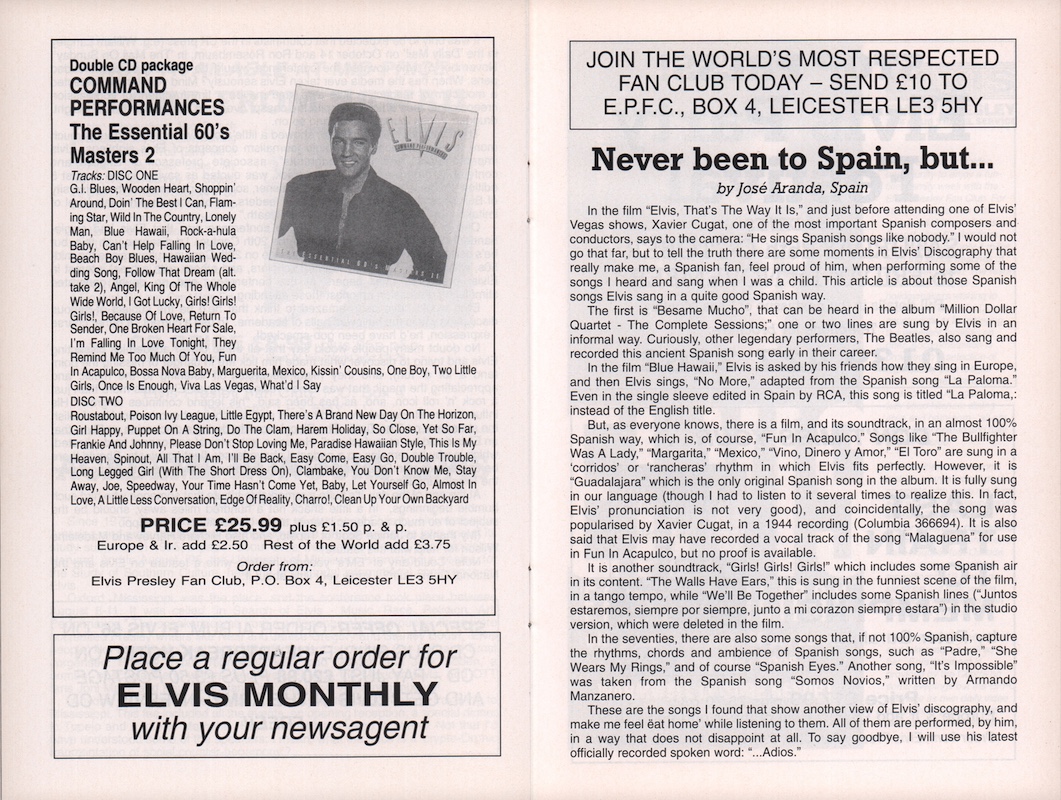 Double CD package
COMMAND
PERFORMANCES
The Essential 60's
Masters 2
Tracks: DISC ONE
G.I. Blues, Wooden Heart, Shoppin'
Around, Doin' The Best I Can, Flam-
ing Star, Wild In The Country, Lonely
Man, Blue Hawaii, Rock-a-hula
Baby, Can't Help Falling In Love,
Beach Boy Blues, Hawaiian Wed-
ding Song, Follow That Dream (alt.
take 2), Angel, King Of The Whole
Wide World, I Got Lucky, Girls! Girls!
Girls!, Because Of Love, Return To
Sender, One Broken Heart For Sale,
I'm Falling In Love Tonight, They
Remind Me Too Much Of You, Fun
In Acapulco, Bossa Nova Baby, Marguerita, Mexico, Kissin' Cousins, One Boy, Two Little
Girls, Once Is Enough, Viva Las Vegas, What'd I Say
DISC TWO
Roustabout, Poison Ivy League, Little Egypt, There's A Brand New Day On The Horizon,
Girl Happy, Puppet On A String, Do The Clam, Harem Holiday, So Close, Yet So Far,
Frankie And Johnny, Please Don't Stop Loving Me, Paradise Hawaiian Style, This Is My
Heaven, Spinout, All That I Am, I'll Be Back, Easy Come, Easy Go, Double Trouble,
Long Legged Girl (With The Short Dress On), Clambake, You Don't Know Me, Stay
Away, Joe, Speedway, Your Time Hasn't Come Yet, Baby, Let Yourself Go, Almost In
Love, A Little Less Conversation, Edge Of Reality, Charro!, Clean Up Your Own Backyard
PRICE £25.99 plus £1.50 p. & p.
Europe & Ir. add £2.50 Rest of the World add £3.75
Order from:
Elvis Presley Fan Club, P.O. Box 4, Leicester LE3 5HY
ELVIS
COMMAND PERFORMANCES
THE ESSENTIAL 60'S MASTERS II
Place a regular order for
ELVIS MONTHLY
with your newsagent
JOIN THE WORLD'S MOST RESPECTED
FAN CLUB TODAY – SEND £10 TO
E.P.F.C., BOX 4, LEICESTER LE3 5HY
Never been to Spain, but...
by José Aranda, Spain
In the film "Elvis, That's The Way It Is," and just before attending one of Elvis'
Vegas shows, Xavier Cugat, one of the most important Spanish composers and
conductors, says to the camera: "He sings Spanish songs like nobody." I would not
go that far, but to tell the truth there are some moments in Elvis' Discography that
really make me, a Spanish fan, feel proud of him, when performing some of the
songs I heard and sang when I was a child. This article is about those Spanish
songs Elvis sang in a quite good Spanish way.
The first is "Besame Mucho", that can be heard in the album "Million Dollar
Quartet - The Complete Sessions;" one or two lines are sung by Elvis in an
informal way. Curiously, other legendary performers, The Beatles, also sang and
recorded this ancient Spanish song early in their career.
In the film "Blue Hawaii," Elvis is asked by his friends how they sing in Europe,
and then Elvis sings, "No More," adapted from the Spanish song "La Paloma."
Even in the single sleeve edited in Spain by RCA, this song is titled "La Paloma,:
instead of the English title.
But, as everyone knows, there is a film, and its soundtrack, in an almost 100%
Spanish way, which is, of course, "Fun In Acapulco." Songs like "The Bullfighter
Was A Lady," "Margarita," "Mexico," "Vino, Dinero y Amor," "El Toro" are sung in a
'corridos' or 'rancheras' rhythm in which Elvis fits perfectly. However, it is
"Guadalajara" which is the only original Spanish song in the album. It is fully sung
in our language (though I had to listen to it several times to realize this. In fact,
Elvis' pronunciation is not very good), and coincidentally, the song was
popularised by Xavier Cugat, in a 1944 recording (Columbia 366694). It is also
said that Elvis may have recorded a vocal track of the song "Malaguena" for use
in Fun In Acapulco, but no proof is available.
It is another soundtrack, "Girls! Girls! Girls!" which includes some Spanish air
in its content. "The Walls Have Ears," this is sung in the funniest scene of the film,
in a tango tempo, while "We'll Be Together" includes some Spanish lines ("Juntos
estaremos, siempre por siempre, junto a mi corazon siempre estara") in the studio
version, which were deleted in the film.
In the seventies, there are also some songs that, if not 100% Spanish, capture
the rhythms, chords and ambience of Spanish songs, such as "Padre," "She
Wears My Rings," and of course "Spanish Eyes." Another song, "It's Impossible"
was taken from the Spanish song "Somos Novios," written by Armando
Manzanero.
These are the songs I found that show another view of Elvis' discography, and
make me feel ëat home' while listening to them. All of them are performed, by him,
in a way that does not disappoint at all. To say goodbye, I will use his latest
officially recorded spoken word: "...Adios."